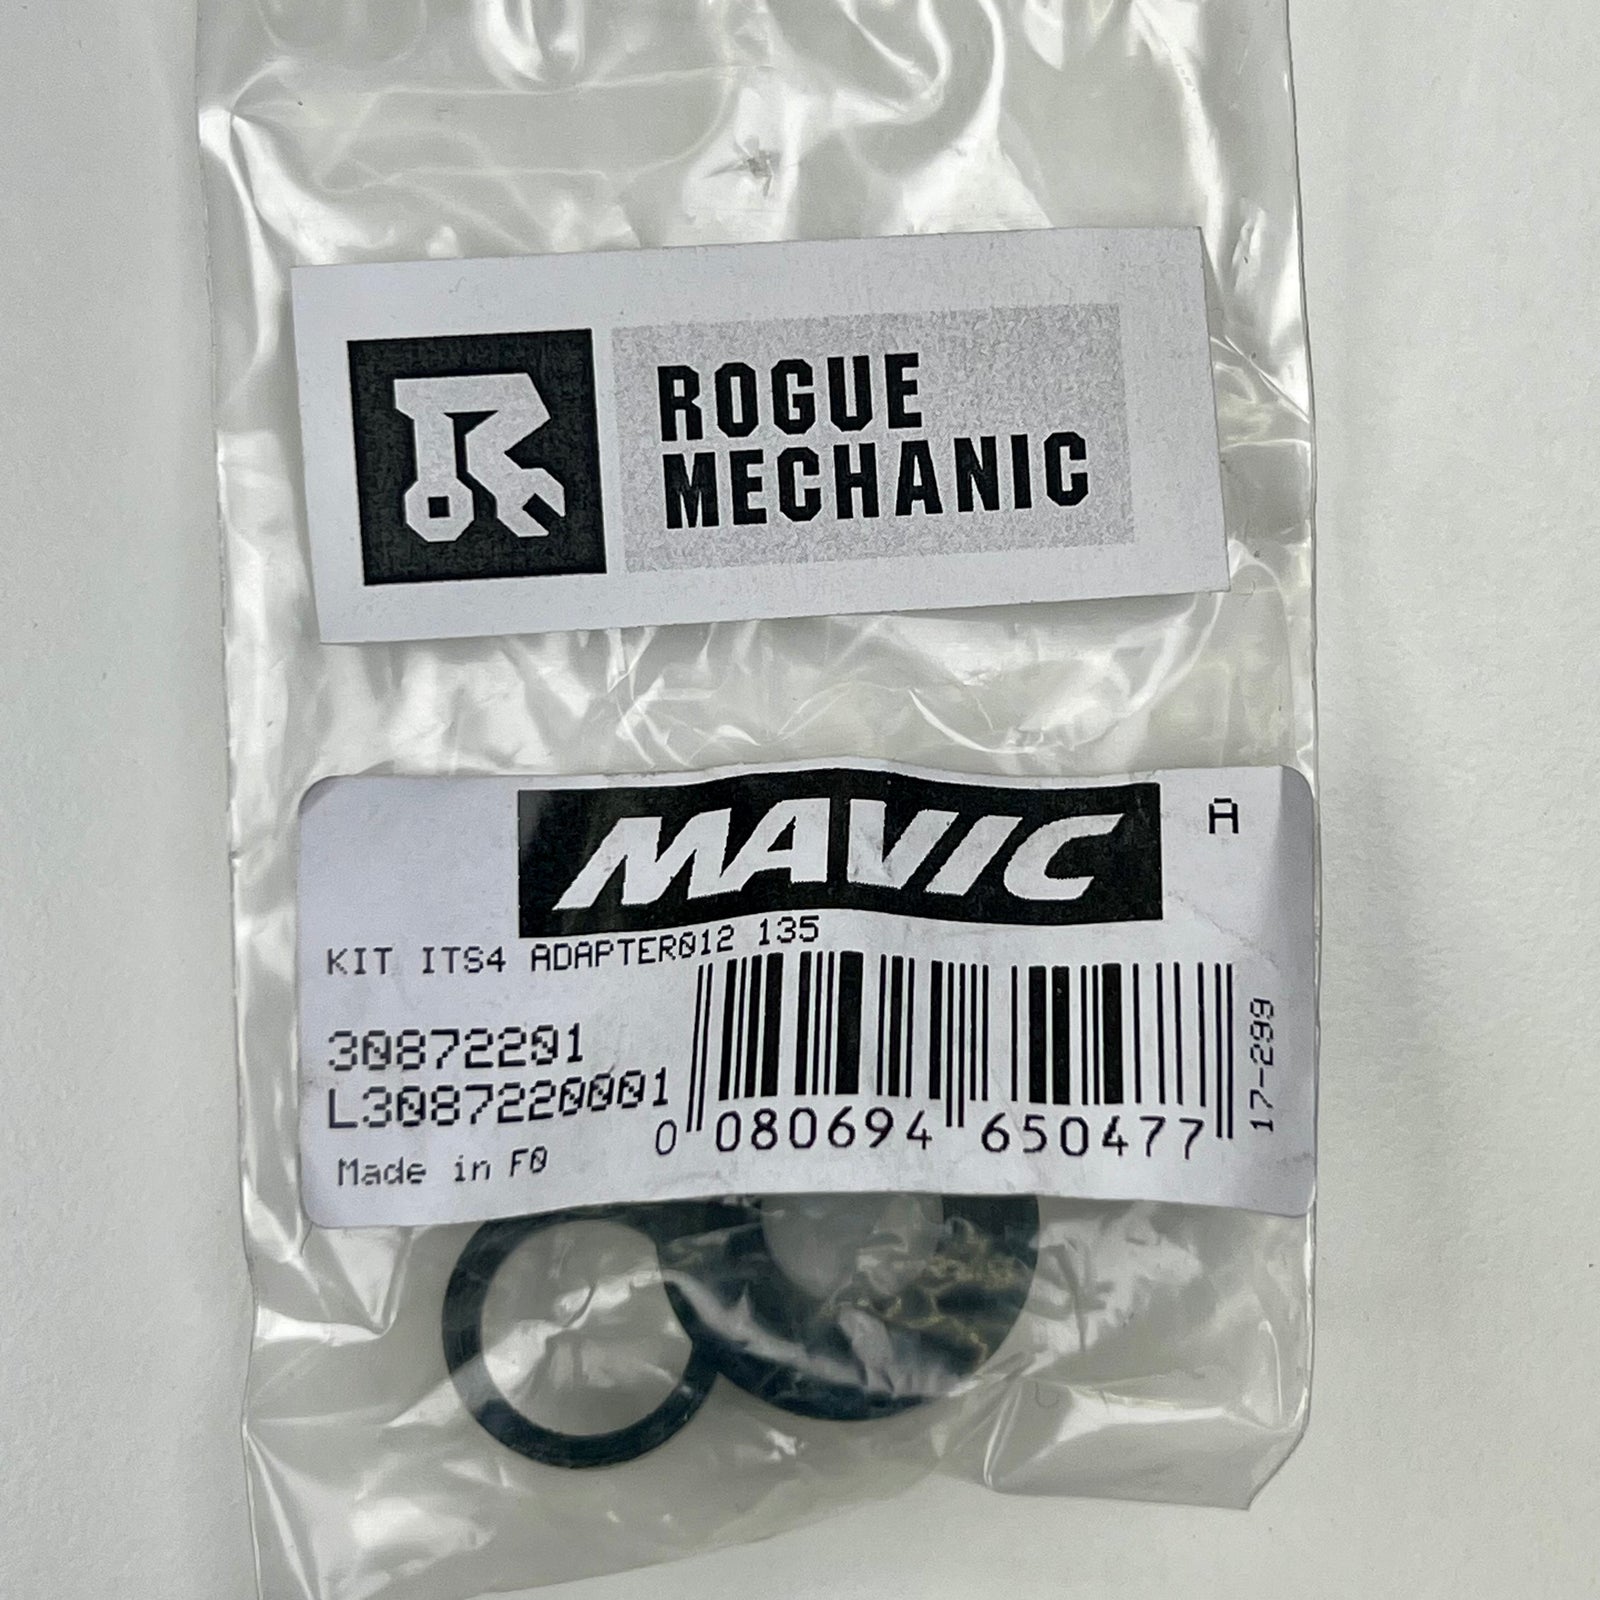 ROGUE
MECHANIC
MAVIC
A
KIT ITS4 ADAPTER012 135
30872201
L3087220001
Made in F0
0 080694 650477
17-299